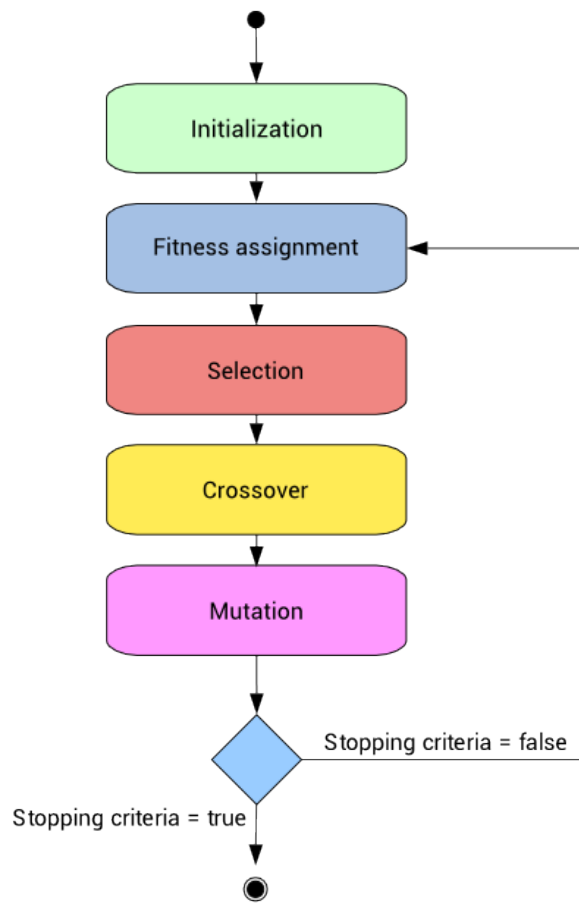 Initialization
Fitness assignment
Selection
Crossover
Mutation
Stopping criteria = false
Stopping criteria = true